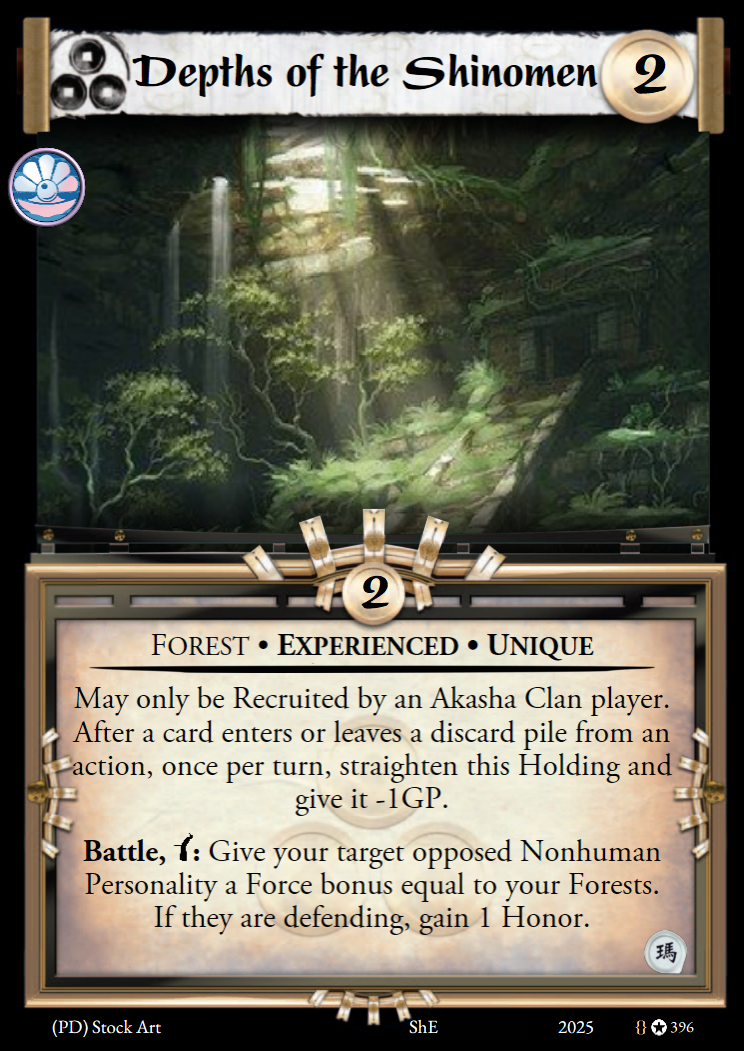 Depths of the Shinomen 2
2
FOREST • EXPERIENCED • UNIQUE
May only be Recruited by an Akasha Clan player.
After a card enters or leaves a discard pile from an
action, once per turn, straighten this Holding and
give it -1GP.
Battle, : Give your target opposed Nonhuman
Personality a Force bonus equal to your Forests.
If they are defending, gain 1 Honor.
瑪
(PD) Stock Art ShE 2025 {} ✪ 396